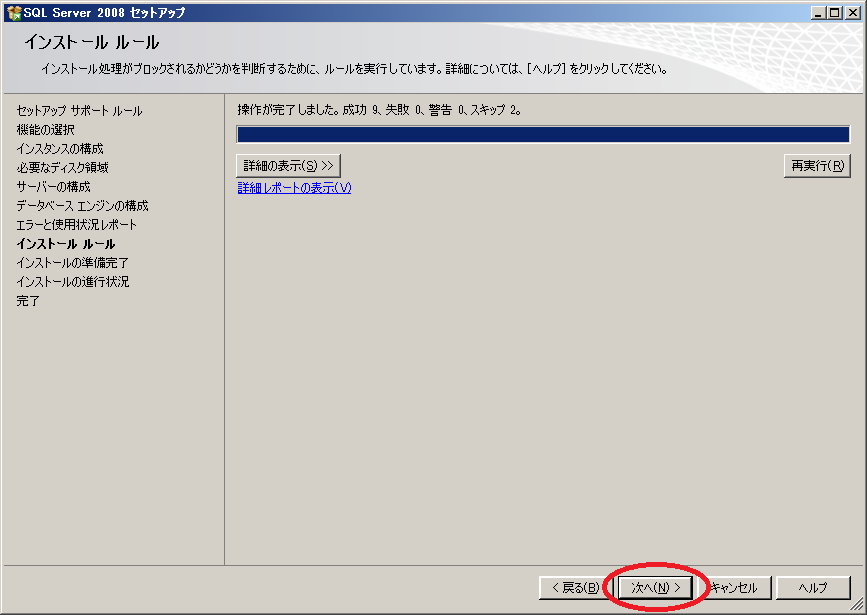 SQL Server 2008 セットアップ
インストール ルール
インストール処理がブロックされるかどうかを判断するために、ルールを実行しています。詳細については、[ヘルプ] をクリックしてください。
セットアップ サポート ルール
機能の選択
インスタンスの構成
必要なディスク領域
サーバーの構成
データベース エンジンの構成
エラーと使用状況レポート
インストール ルール
インストールの準備完了
インストールの進行状況
完了
操作が完了しました。成功 9、失敗 0、警告 0、スキップ 2。
詳細の表示(S) >>
再実行(R)
詳細レポートの表示(V)
< 戻る(B)
次へ(N) >
キャンセル
ヘルプ